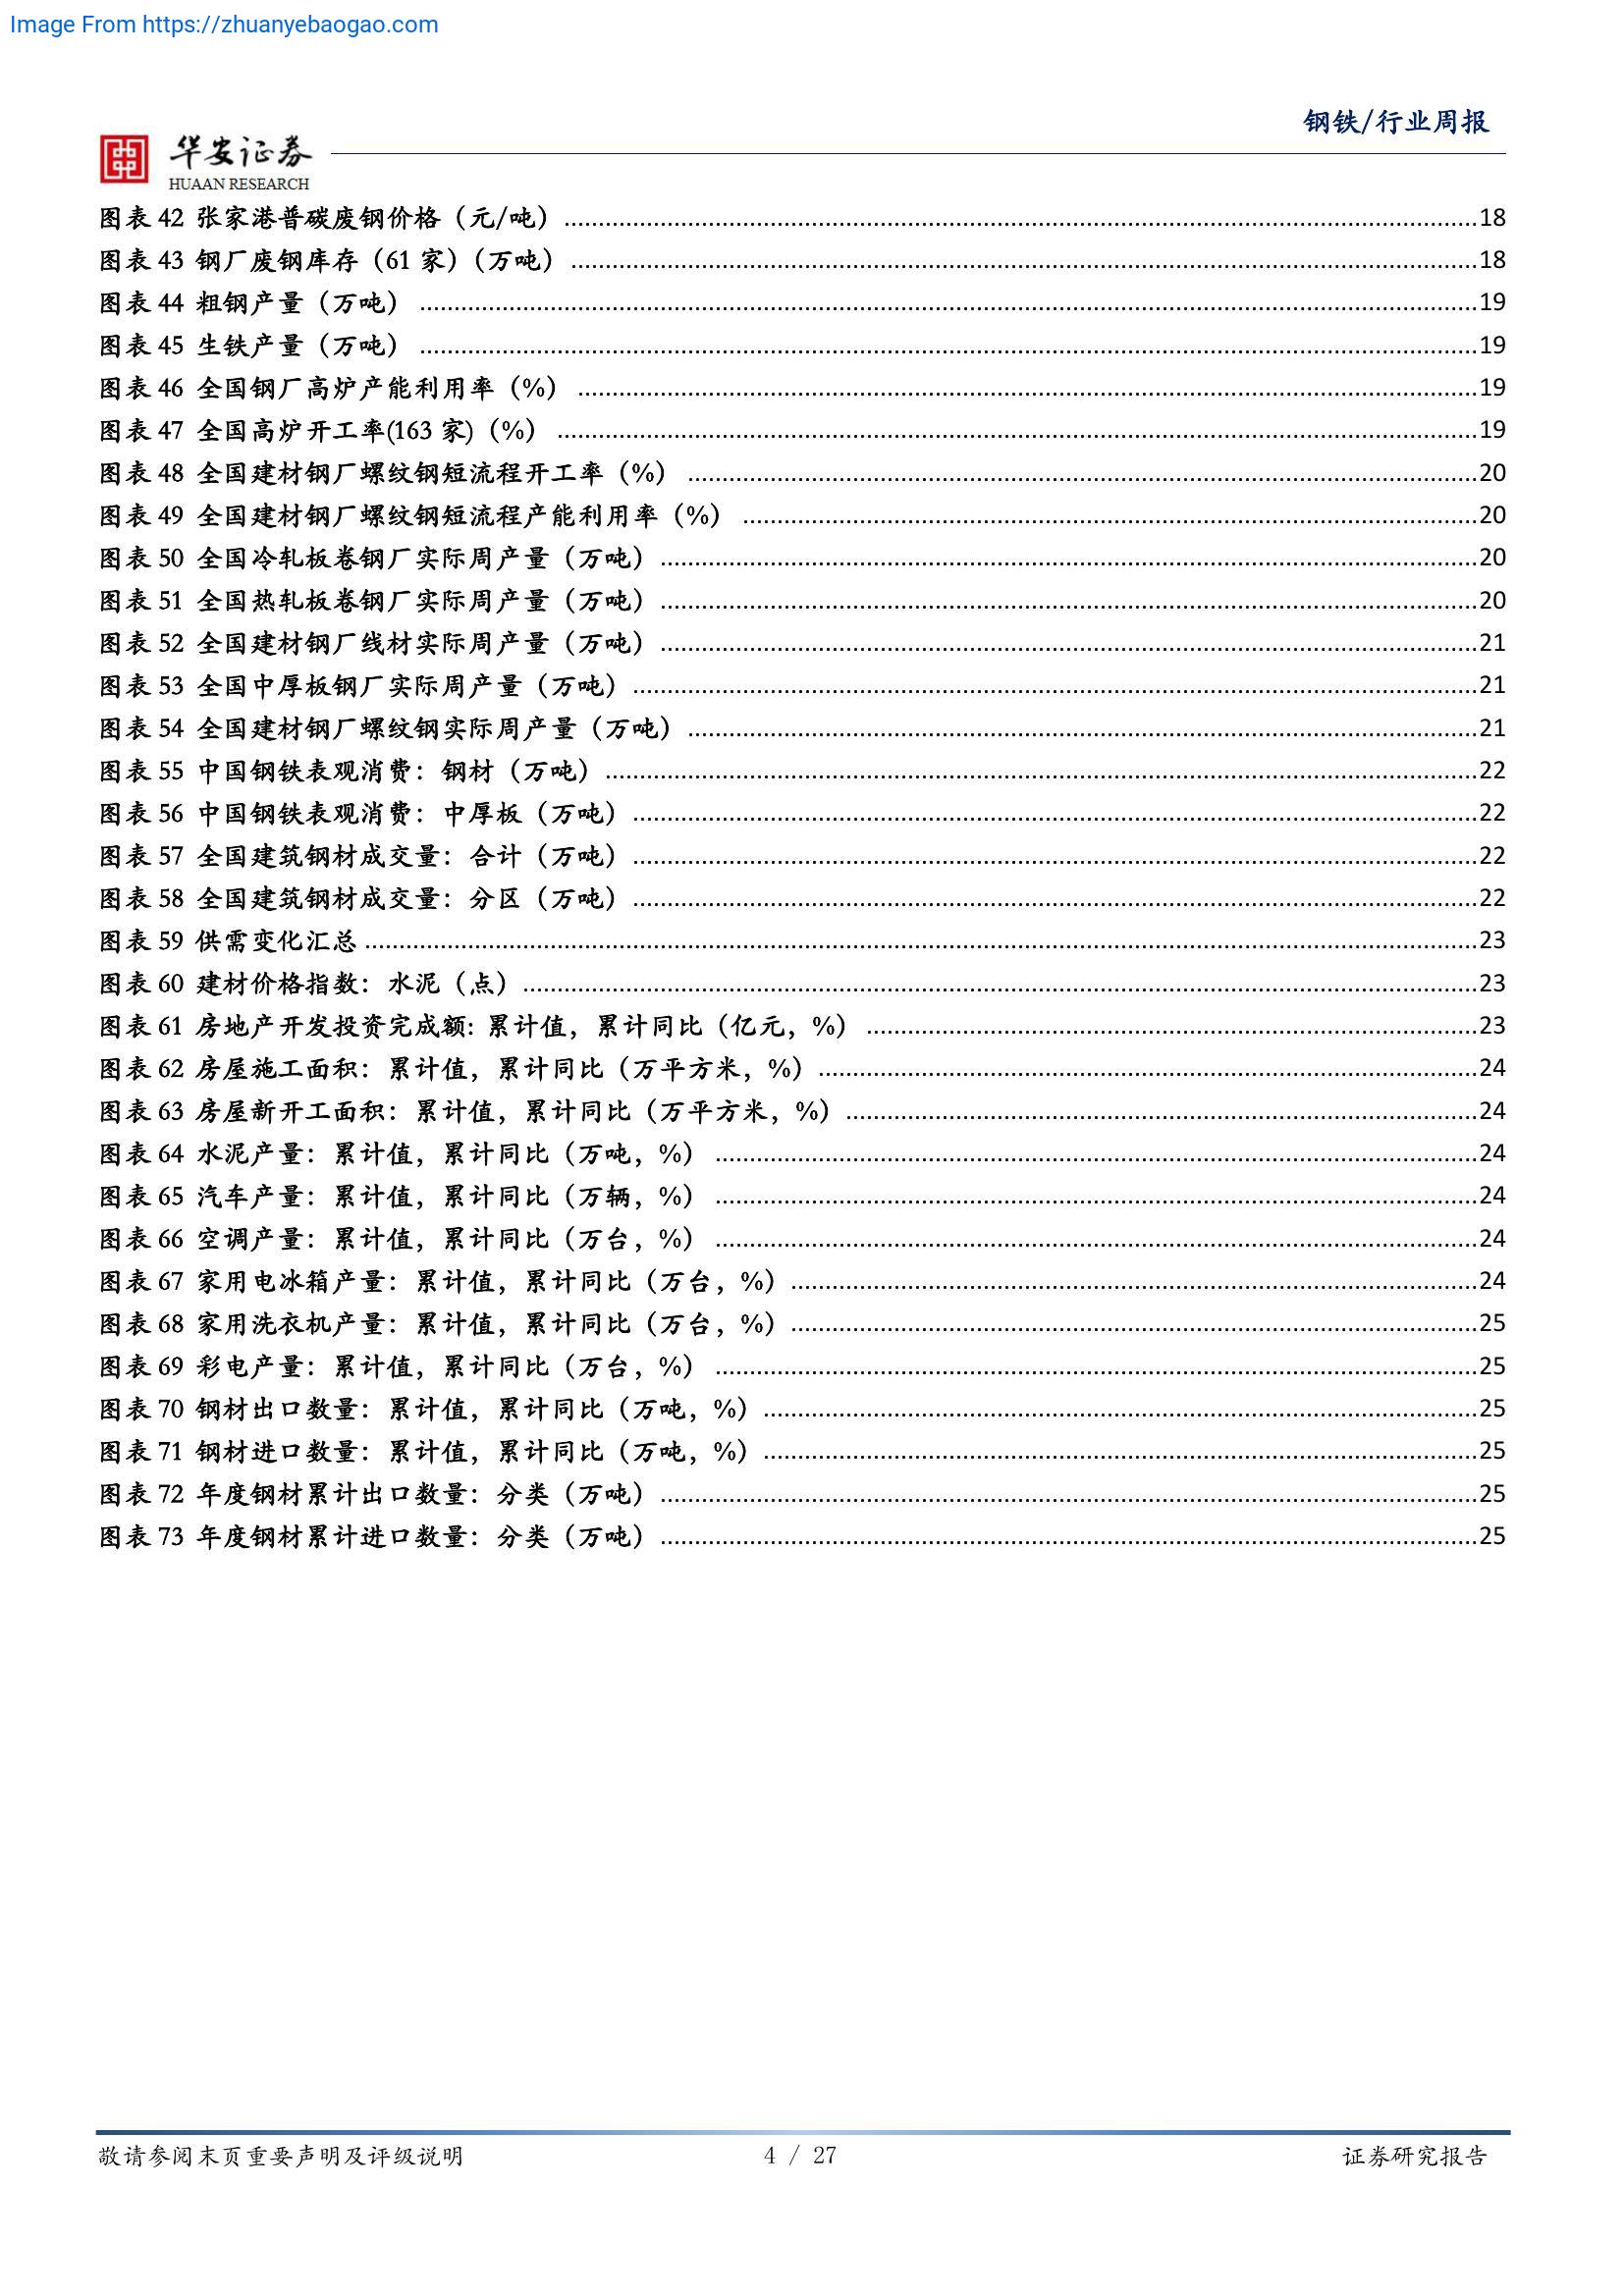 Image From https://zhuanyebaogao.com
钢铁/行业周报
华安证券
HUAAN RESEARCH
图表 42 张家港普碳废钢价格（元/吨）18
图表 43 钢厂废钢库存（61 家）（万吨）18
图表 44 粗钢产量（万吨）19
图表 45 生铁产量（万吨）19
图表 46 全国钢厂高炉产能利用率（%）19
图表 47 全国高炉开工率(163 家)（%）19
图表 48 全国建材钢厂螺纹钢短流程开工率（%）20
图表 49 全国建材钢厂螺纹钢短流程产能利用率（%）20
图表 50 全国冷轧板卷钢厂实际周产量（万吨）20
图表 51 全国热轧板卷钢厂实际周产量（万吨）20
图表 52 全国建材钢厂线材实际周产量（万吨）21
图表 53 全国中厚板钢厂实际周产量（万吨）21
图表 54 全国建材钢厂螺纹钢实际周产量（万吨）21
图表 55 中国钢铁表观消费：钢材（万吨）22
图表 56 中国钢铁表观消费：中厚板（万吨）22
图表 57 全国建筑钢材成交量：合计（万吨）22
图表 58 全国建筑钢材成交量：分区（万吨）22
图表 59 供需变化汇总 23
图表 60 建材价格指数：水泥（点）23
图表 61 房地产开发投资完成额: 累计值，累计同比（亿元，%）23
图表 62 房屋施工面积：累计值，累计同比（万平方米，%）24
图表 63 房屋新开工面积：累计值，累计同比（万平方米，%）24
图表 64 水泥产量：累计值，累计同比（万吨，%）24
图表 65 汽车产量：累计值，累计同比（万辆，%）24
图表 66 空调产量：累计值，累计同比（万台，%）24
图表 67 家用电冰箱产量：累计值，累计同比（万台，%）24
图表 68 家用洗衣机产量：累计值，累计同比（万台，%）25
图表 69 彩电产量：累计值，累计同比（万台，%）25
图表 70 钢材出口数量：累计值，累计同比（万吨，%）25
图表 71 钢材进口数量：累计值，累计同比（万吨，%）25
图表 72 年度钢材累计出口数量：分类（万吨）25
图表 73 年度钢材累计进口数量：分类（万吨）25
敬请参阅末页重要声明及评级说明
4 / 27
证券研究报告